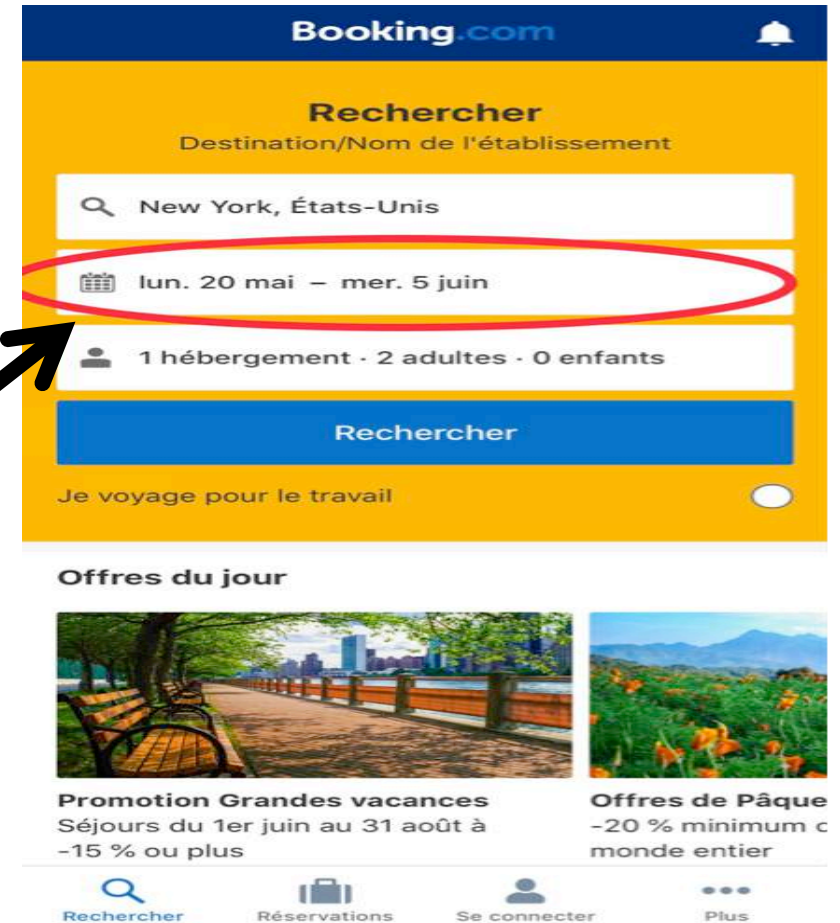 Booking.com
Rechercher
Destination/Nom de l'établissement
New York, États-Unis
lun. 20 mai – mer. 5 juin
1 hébergement · 2 adultes · 0 enfants
Rechercher
Je voyage pour le travail
Offres du jour
Promotion Grandes vacances
Séjours du 1er juin au 31 août à
-15 % ou plus
Offres de Pâque
-20 % minimum
monde entier
Rechercher
Réservations
Se connecter
Plus